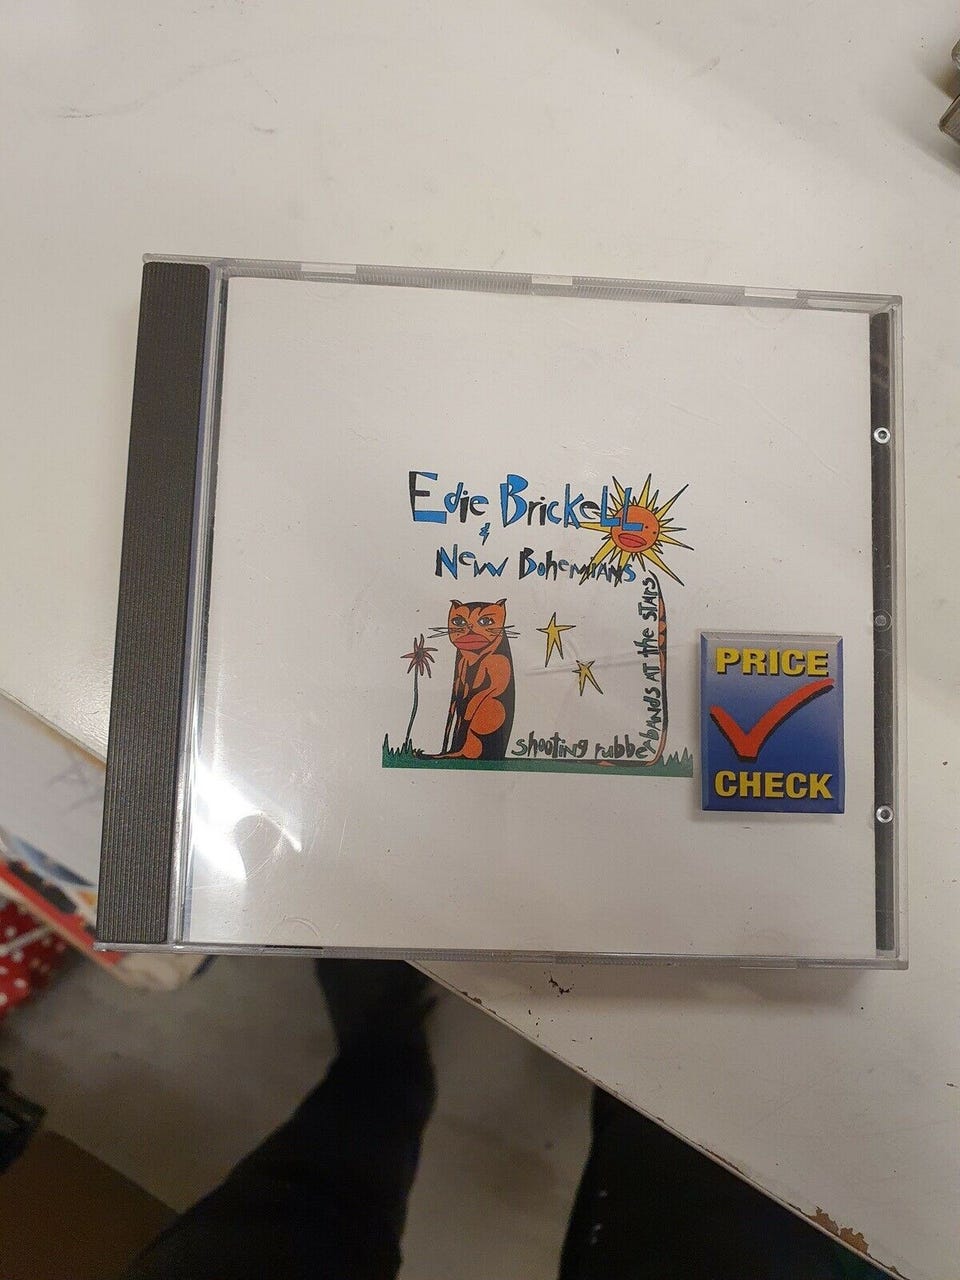 Edie Brickell
&
New Bohemians
shooting rubberbands at the stars
PRICE
CHECK